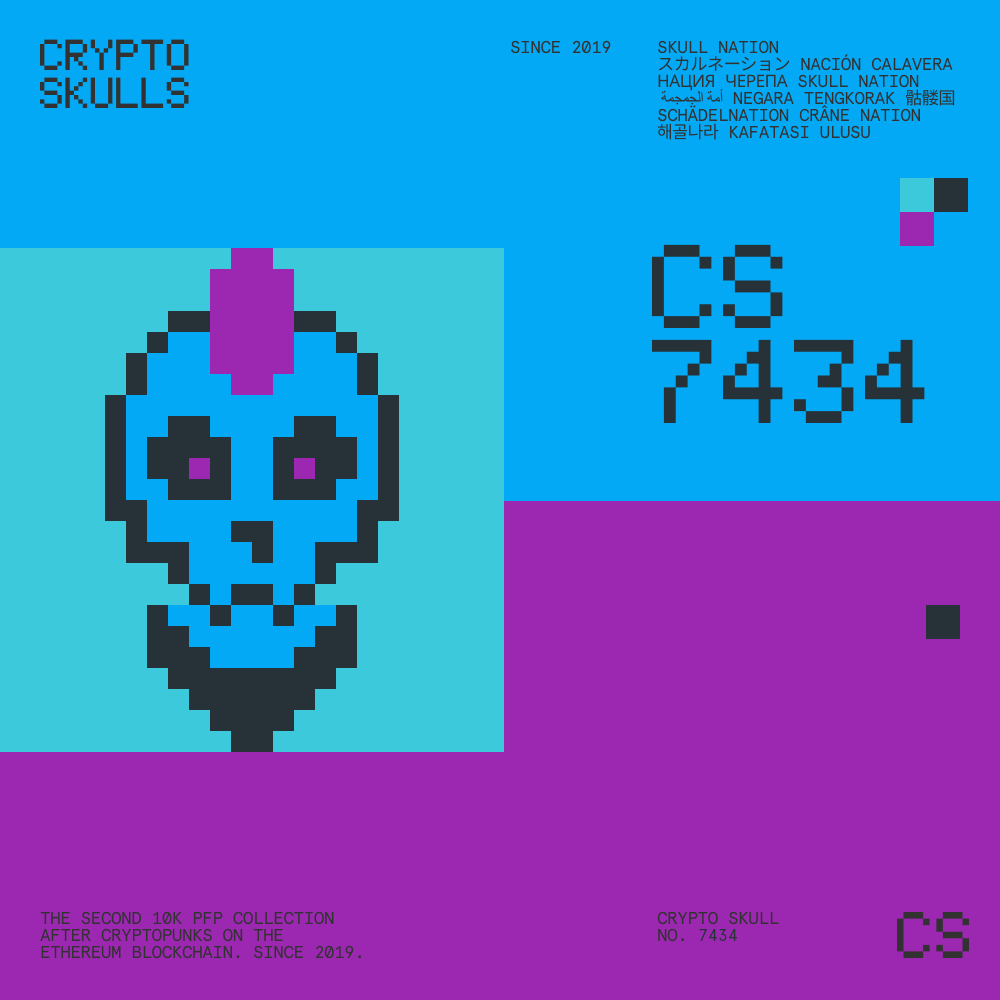 CRYPTO
SKULLS
SINCE 2019
SKULL NATION
スカルネーション NACIÓN CALAVERA
НАЦИЯ ЧЕРЕПА SKULL NATION
أمة الجمجمة NEGARA TENGKORAK 骷髅国
SCHÄDELNATION CRÂNE NATION
해골나라 KAFATASI ULUSU
CS
7434
THE SECOND 10K PFP COLLECTION
AFTER CRYPTOPUNKS ON THE
ETHEREUM BLOCKCHAIN. SINCE 2019.
CRYPTO SKULL
NO. 7434
CS